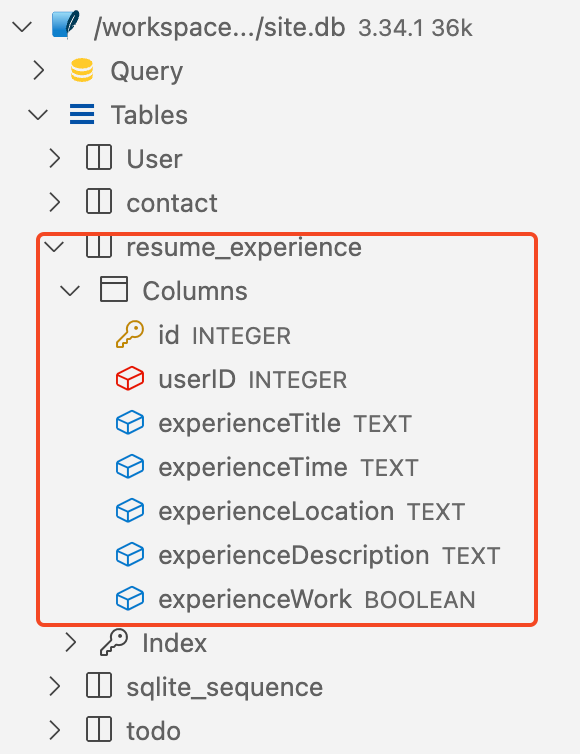 /workspace.../site.db 3.34.1 36k
Query
Tables
User
contact
resume_experience
Columns
id INTEGER
userID INTEGER
experienceTitle TEXT
experienceTime TEXT
experienceLocation TEXT
experienceDescription TEXT
experienceWork BOOLEAN
Index
sqlite_sequence
todo